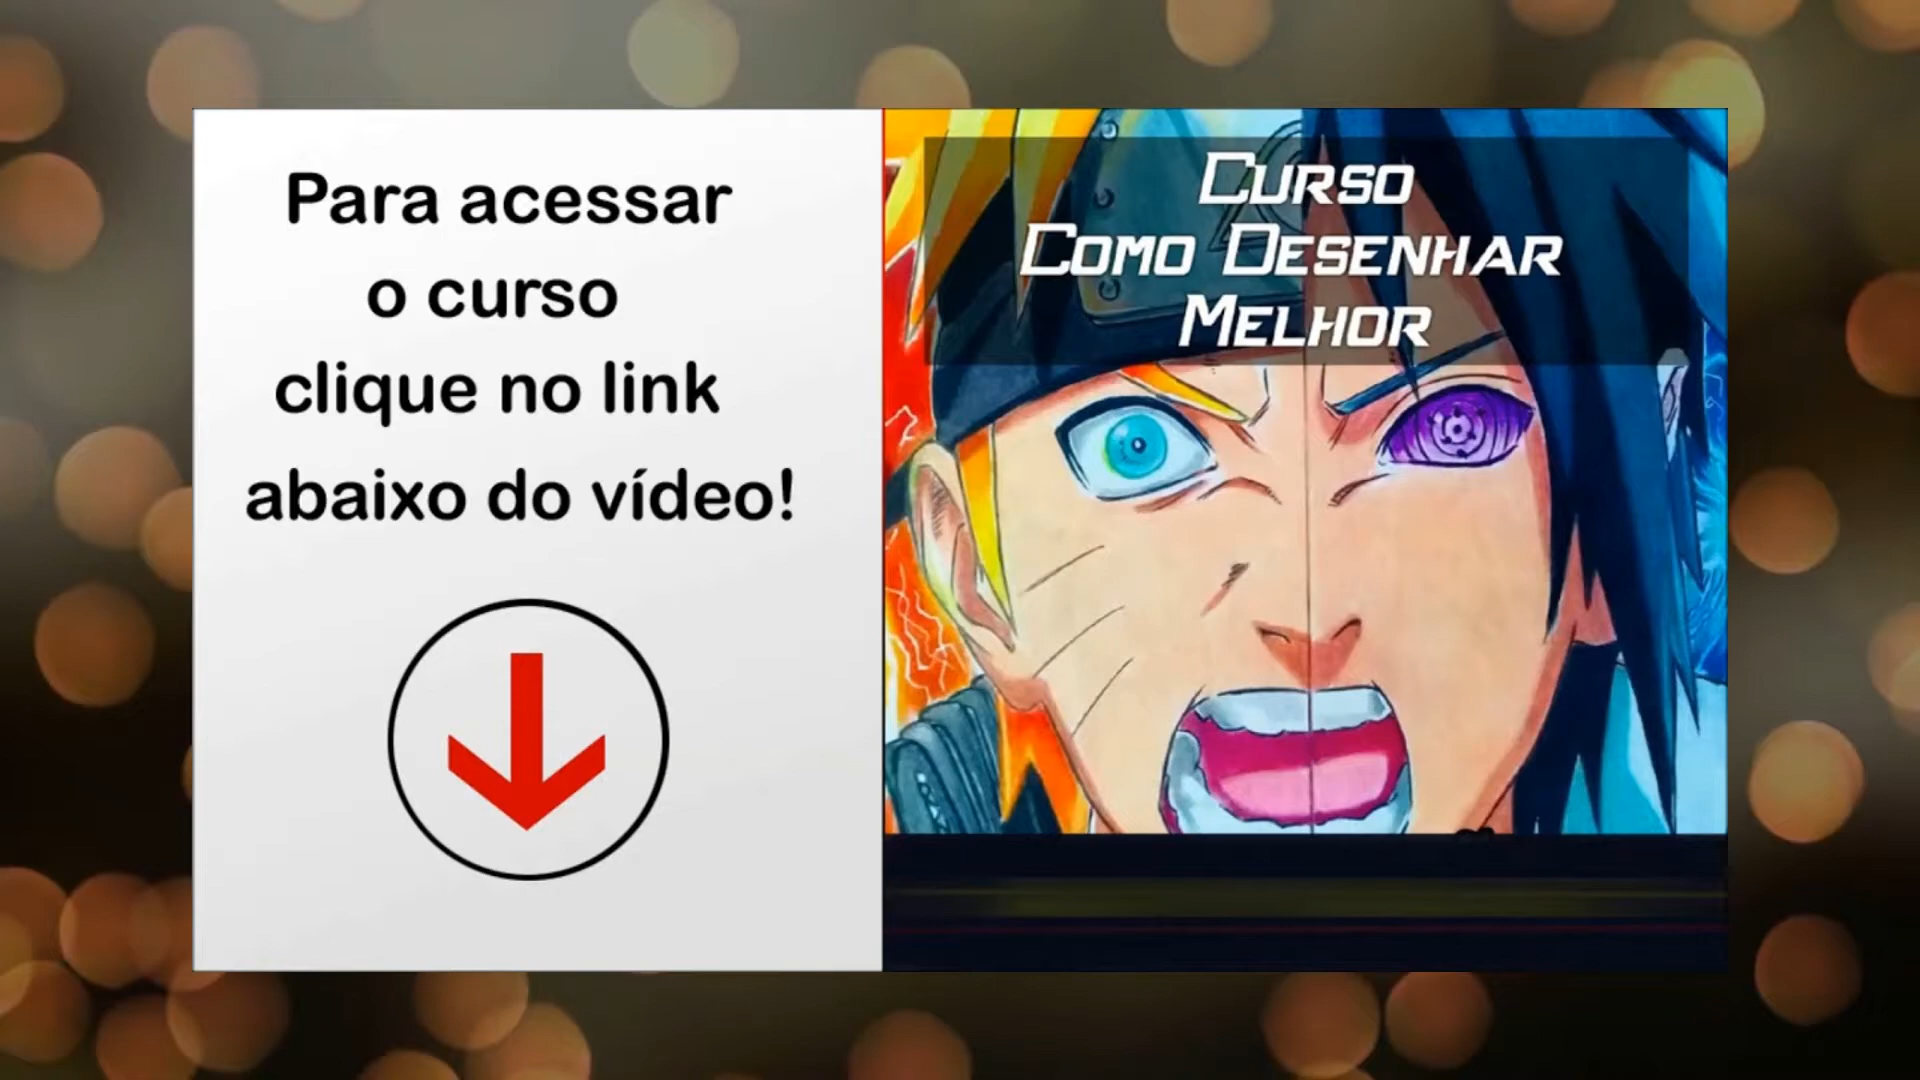 Para acessar
o curso
clique no link
abaixo do vídeo!
Curso
Como Desenhar
Melhor